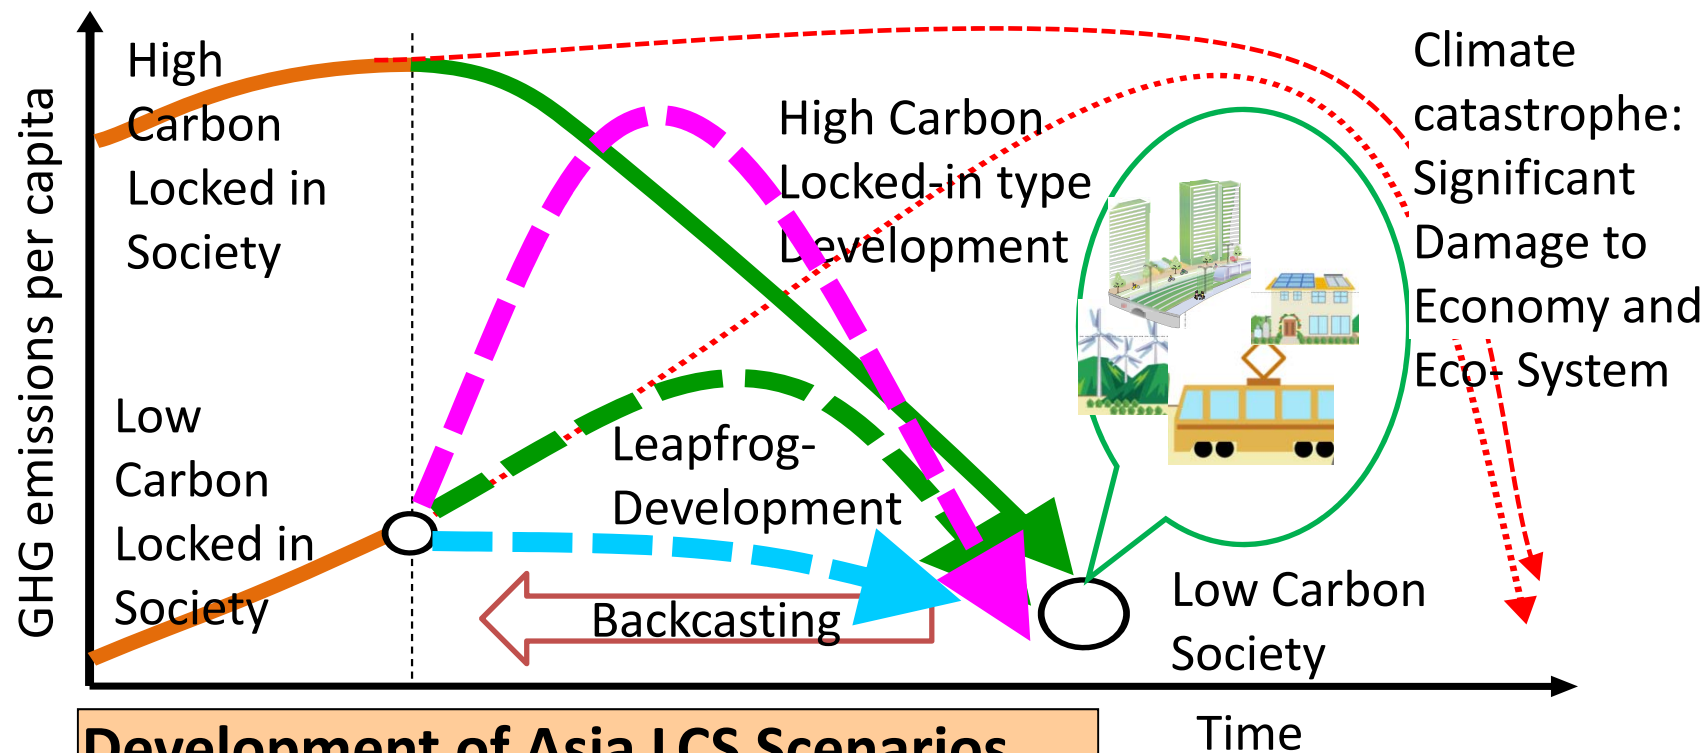 GHG emissions per capita
High
Carbon
Locked in
Society
Low
Carbon
Locked in
Society
High Carbon
Locked-in type
Development
Leapfrog-
Development
Backcasting
Climate
catastrophe:
Significant
Damage to
Economy and
Eco- System
Low Carbon
Society
Time
Development of Asia LCS Scenarios